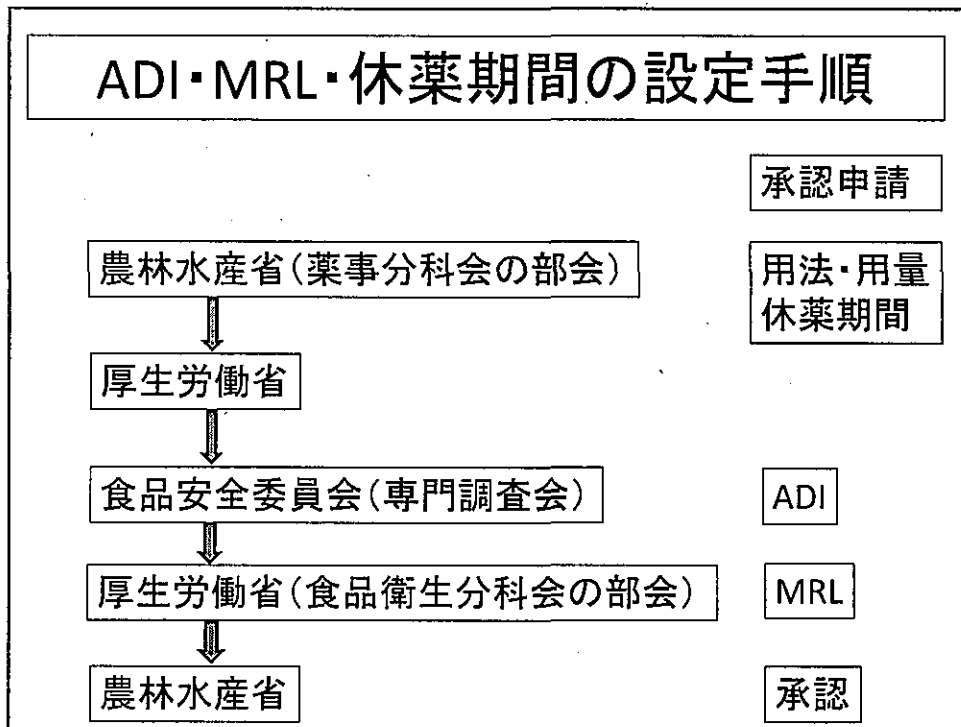 ADI・MRL・休薬期間の設定手順
承認申請
農林水産省(薬事分科会の部会)
用法・用量
休薬期間
厚生労働省
食品安全委員会(専門調査会)
ADI
厚生労働省(食品衛生分科会の部会)
MRL
農林水産省
承認